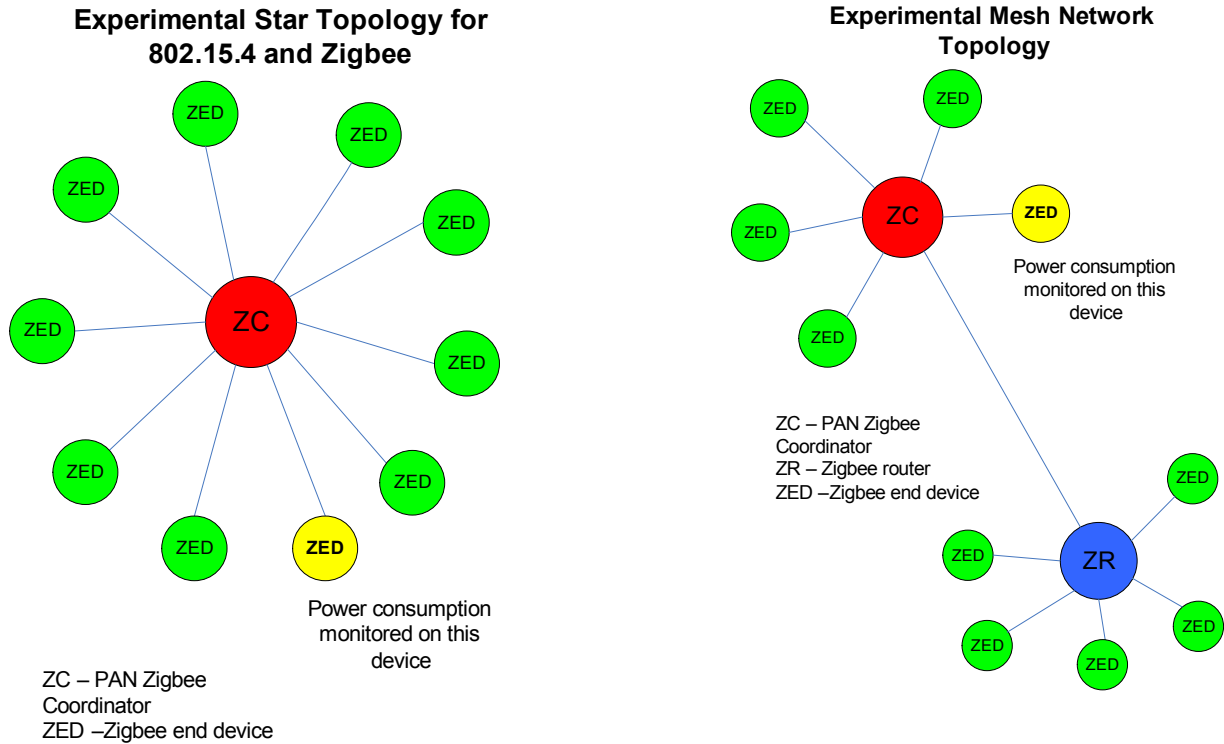 Experimental Star Topology for
802.15.4 and Zigbee
ZED
ZED
ZED
ZED
ZC
ZED
ZED
ZED
ZED
ZED
ZED
Power consumption
monitored on this
device
ZC – PAN Zigbee
Coordinator
ZED –Zigbee end device
Experimental Mesh Network
Topology
ZED
ZED
ZC
ZED
ZED
Power consumption
monitored on this
device
ZED
ZC – PAN Zigbee
Coordinator
ZR – Zigbee router
ZED –Zigbee end device
ZED
ZED
ZR
ZED
ZED
ZED